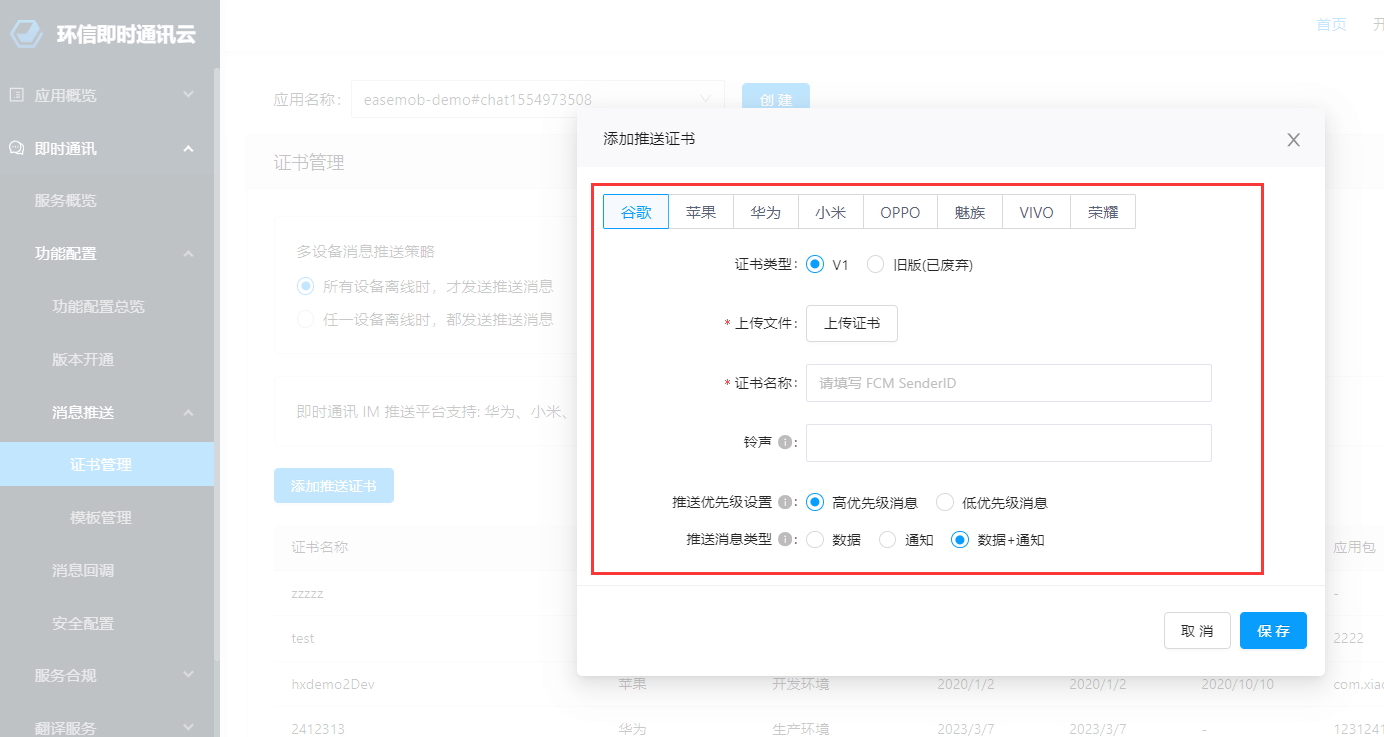 环信即时通讯云
首页 开
应用概览
即时通讯
服务概览
功能配置
功能配置总览
版本开通
消息推送
证书管理
模板管理
消息回调
安全配置
服务合规
翻译服务
应用名称: easemob-demo#chat1554973508 创 建
证书管理
多设备消息推送策略
所有设备离线时，才发送推送消息
任一设备离线时，都发送推送消息
即时通讯 IM 推送平台支持: 华为、小米、
添加推送证书
证书名称 应用包
zzzzz -
test 2222
hxdemo2Dev 苹果 开发环境 2020/1/2 2020/1/2 2020/10/10 com.xiao
2412313 华为 生产环境 2023/3/7 2023/3/7 - 1231241
添加推送证书
谷歌 苹果 华为 小米 OPPO 魅族 VIVO 荣耀
证书类型: V1 旧版(已废弃)
* 上传文件: 上传证书
* 证书名称: 请填写 FCM SenderID
铃声 :
推送优先级设置 : 高优先级消息 低优先级消息
推送消息类型 : 数据 通知 数据+通知
取 消 保 存